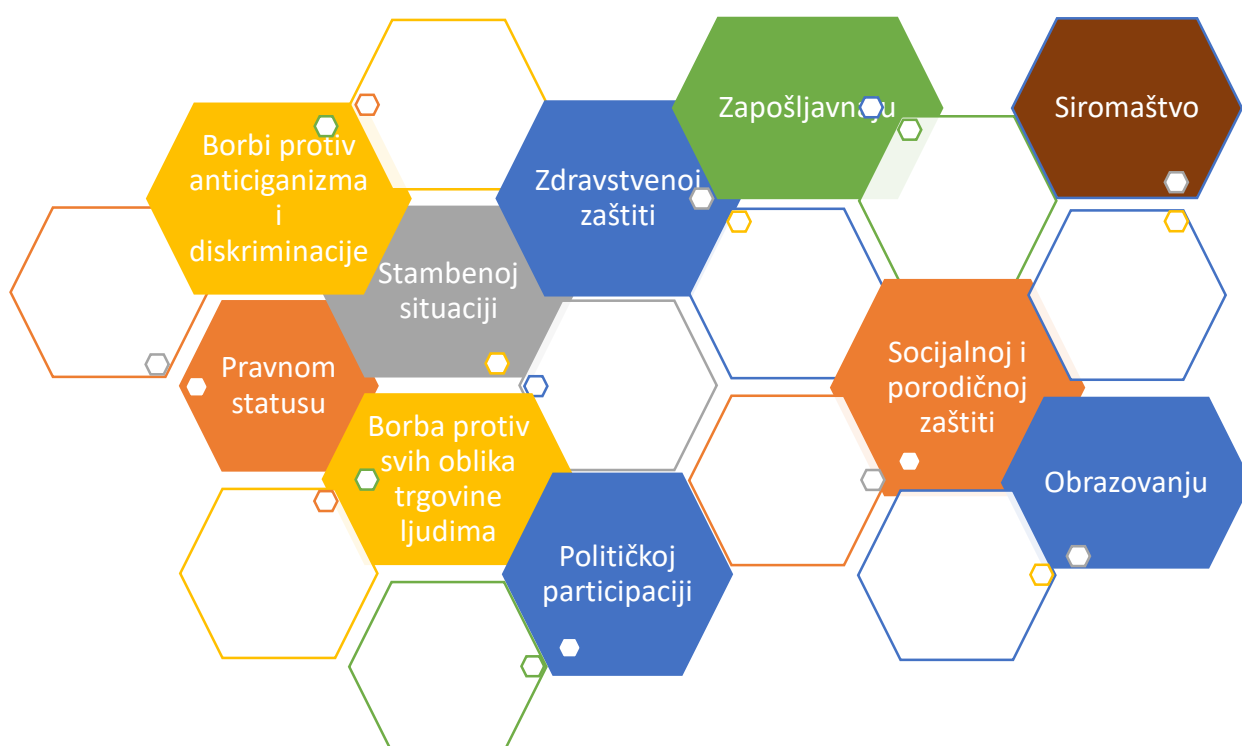 Borbi protiv
anticiganizma
i
diskriminacije
Stambenoj
situaciji
Zdravstvenoj
zaštiti
Zapošljavnaju
Siromaštvo
Pravnom
statusu
Borba protiv
svih oblika
trgovine
ljudima
Političkoj
participaciji
Socijalnoj i
porodičnoj
zaštiti
Obrazovanju